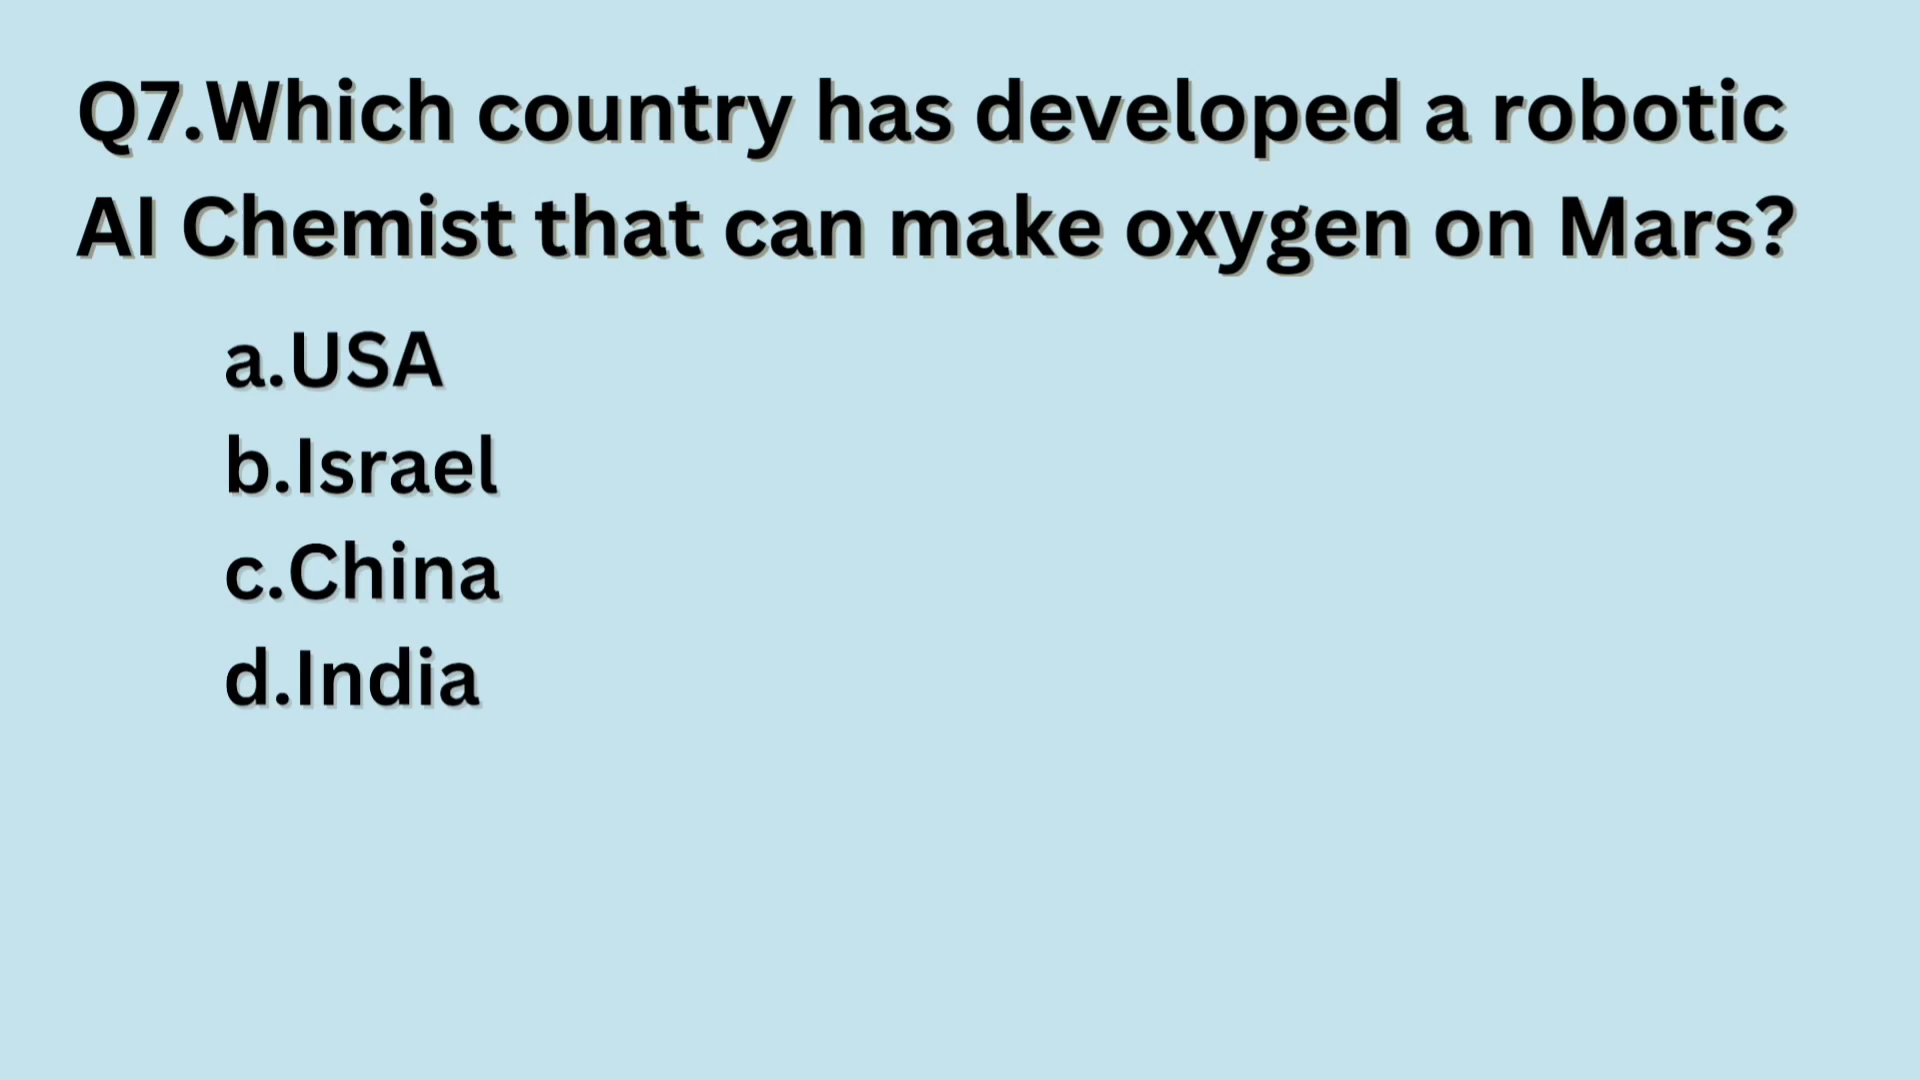 Q7.Which country has developed a robotic
AI Chemist that can make oxygen on Mars?
a.USA
b.Israel
c.China
d.India